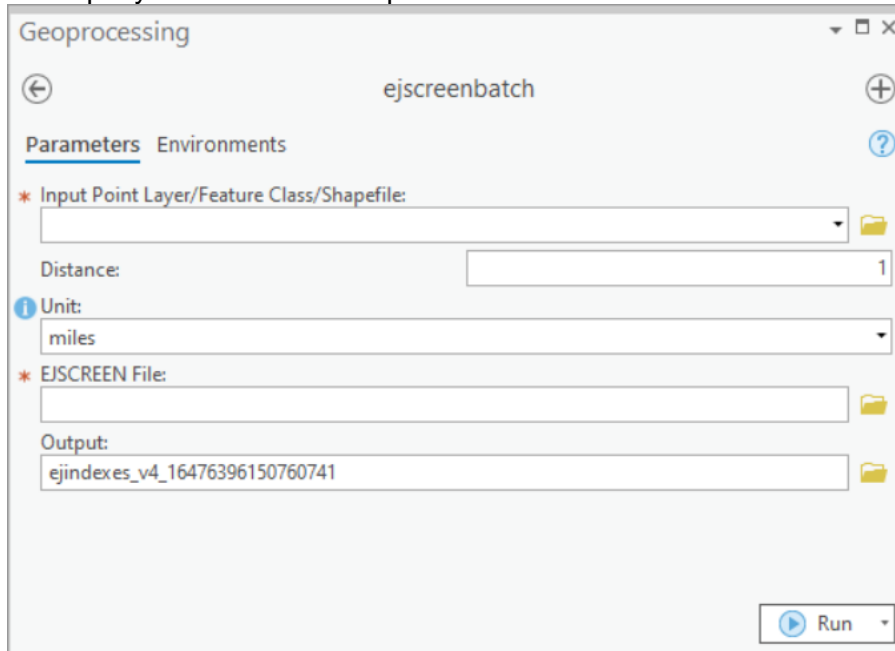 Geoprocessing
ejscreenbatch
Parameters Environments
* Input Point Layer/Feature Class/Shapefile:
Distance: 1
Unit:
miles
* EJSCREEN File:
Output:
ejindexes_v4_16476396150760741
Run